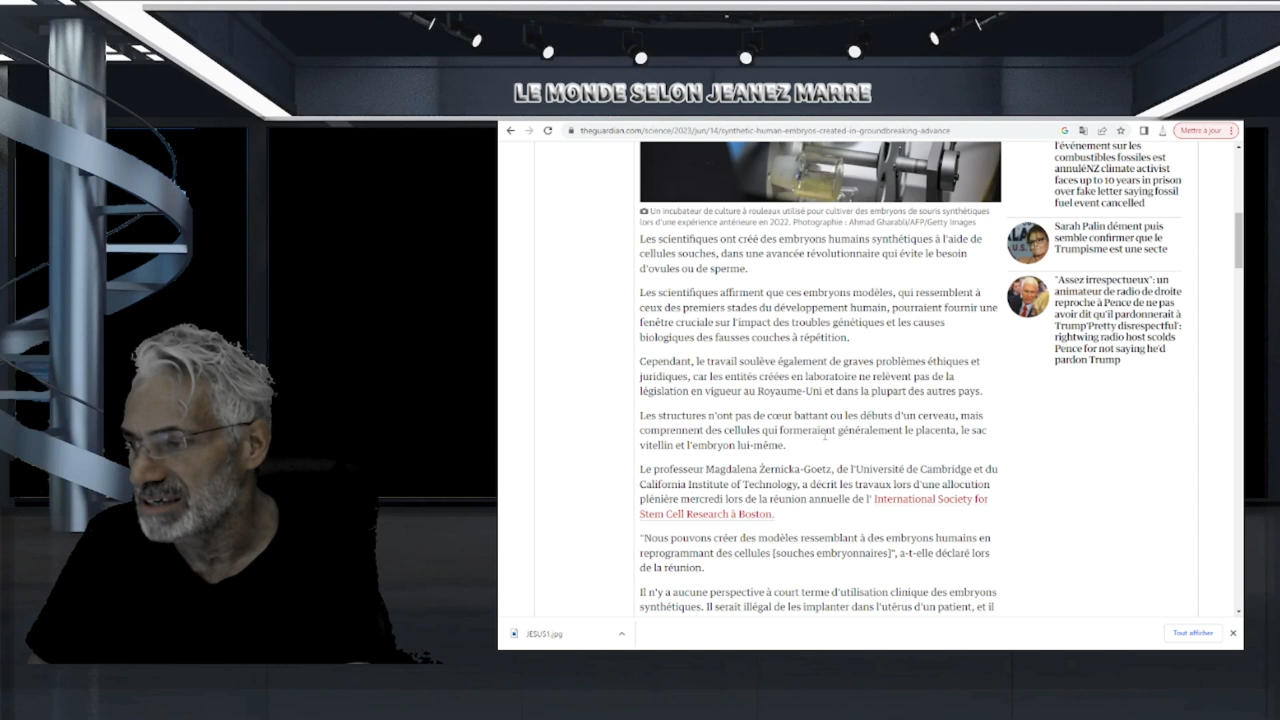 LE MONDE SELON JEANEZ MARRE
theguardian.com/science/2023/jun/14/synthetic-human-embryos-created-in-groundbreaking-advance
Mettre à jour
Un incubateur de culture à rouleaux utilisé pour cultiver des embryons de souris synthétiques
lors d'une expérience antérieure en 2022. Photographie : Ahmad Gharabli/AFP/Getty Images
Les scientifiques ont créé des embryons humains synthétiques à l'aide de
cellules souches, dans une avancée révolutionnaire qui évite le besoin
d'ovules ou de sperme.
Les scientifiques affirment que ces embryons modèles, qui ressemblent à
ceux des premiers stades du développement humain, pourraient fournir une
fenêtre cruciale sur l'impact des troubles génétiques et les causes
biologiques des fausses couches à répétition.
Cependant, le travail soulève également de graves problèmes éthiques et
juridiques, car les entités créées en laboratoire ne relèvent pas de la
législation en vigueur au Royaume-Uni et dans la plupart des autres pays.
Les structures n'ont pas de cœur battant ou les débuts d'un cerveau, mais
comprennent des cellules qui formeraient généralement le placenta, le sac
vitellin et l'embryon lui-même.
Le professeur Magdalena Żernicka-Goetz, de l'Université de Cambridge et du
California Institute of Technology, a décrit les travaux lors d'une allocution
plénière mercredi lors de la réunion annuelle de l' International Society for
Stem Cell Research à Boston.
"Nous pouvons créer des modèles ressemblant à des embryons humains en
reprogrammant des cellules [souches embryonnaires]", a-t-elle déclaré lors
de la réunion.
Il n'y a aucune perspective à court terme d'utilisation clinique des embryons
synthétiques. Il serait illégal de les implanter dans l'utérus d'un patient, et il
l'événement sur les
combustibles fossiles est
annuléNZ climate activist
faces up to 10 years in prison
over fake letter saying fossil
fuel event cancelled
Sarah Palin dément puis
semble confirmer que le
Trumpisme est une secte
"Assez irrespectueux": un
animateur de radio de droite
reproche à Pence de ne pas
avoir dit qu'il pardonnerait à
Trump'Pretty disrespectful':
rightwing radio host scolds
Pence for not saying he'd
pardon Trump
JESUS1.jpg
Tout afficher